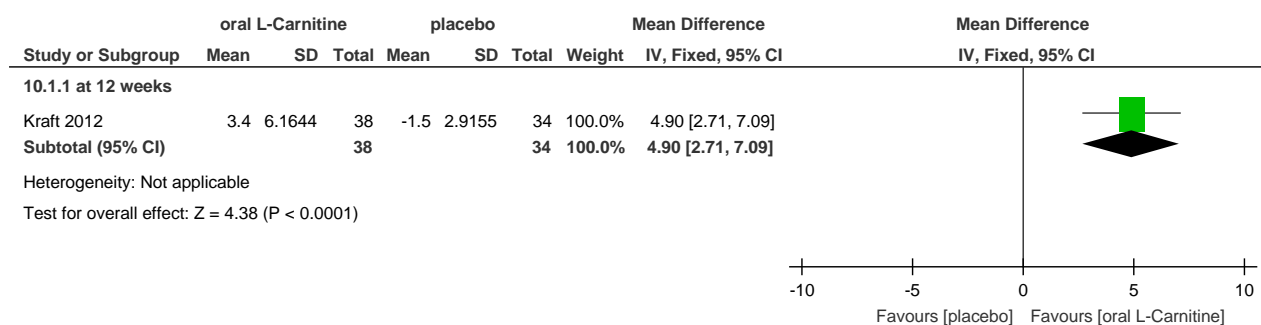 oral L-Carnitine placebo Mean Difference Mean Difference
Study or Subgroup Mean SD Total Mean SD Total Weight IV, Fixed, 95% CI IV, Fixed, 95% CI
10.1.1 at 12 weeks
Kraft 2012 3.4 6.1644 38 -1.5 2.9155 34 100.0% 4.90 [2.71, 7.09]
Subtotal (95% CI) 38 34 100.0% 4.90 [2.71, 7.09]
Heterogeneity: Not applicable
Test for overall effect: Z = 4.38 (P < 0.0001)
-10 -5 0 5 10
Favours [placebo] Favours [oral L-Carnitine]